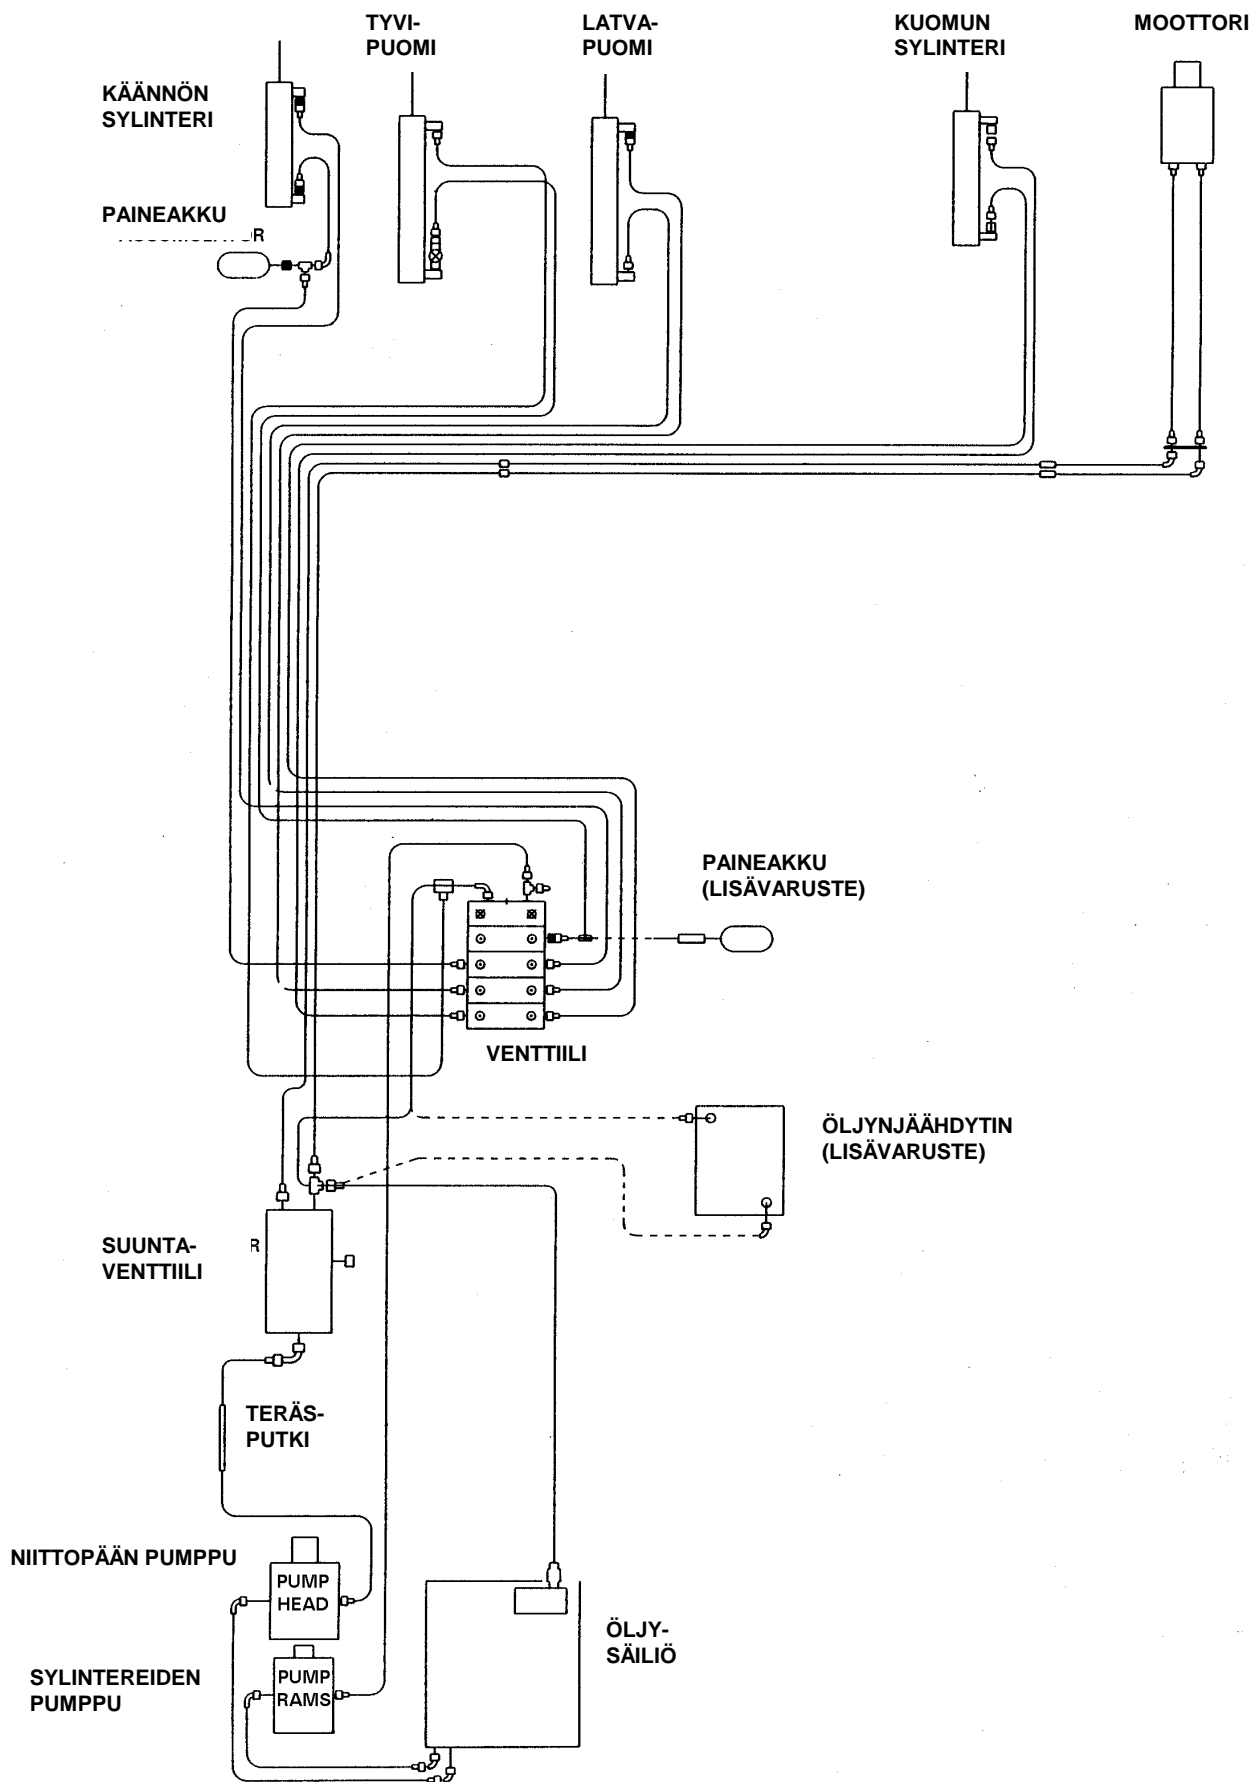 TYVI-
PUOMI
LATVA-
PUOMI
KUOMUN
SYLINTERI
MOOTTORI
KÄÄNNÖN
SYLINTERI
PAINEAKKU
R
PAINEAKKU
(LISÄVARUSTE)
VENTTIILI
ÖLJYNJÄÄHDYTIN
(LISÄVARUSTE)
SUUNTA-
VENTTIILI
R
TERÄS-
PUTKI
NIITTOPÄÄN PUMPPU
PUMP
HEAD
ÖLJY-
SÄILIÖ
SYLINTEREIDEN
PUMPPU
PUMP
RAMS